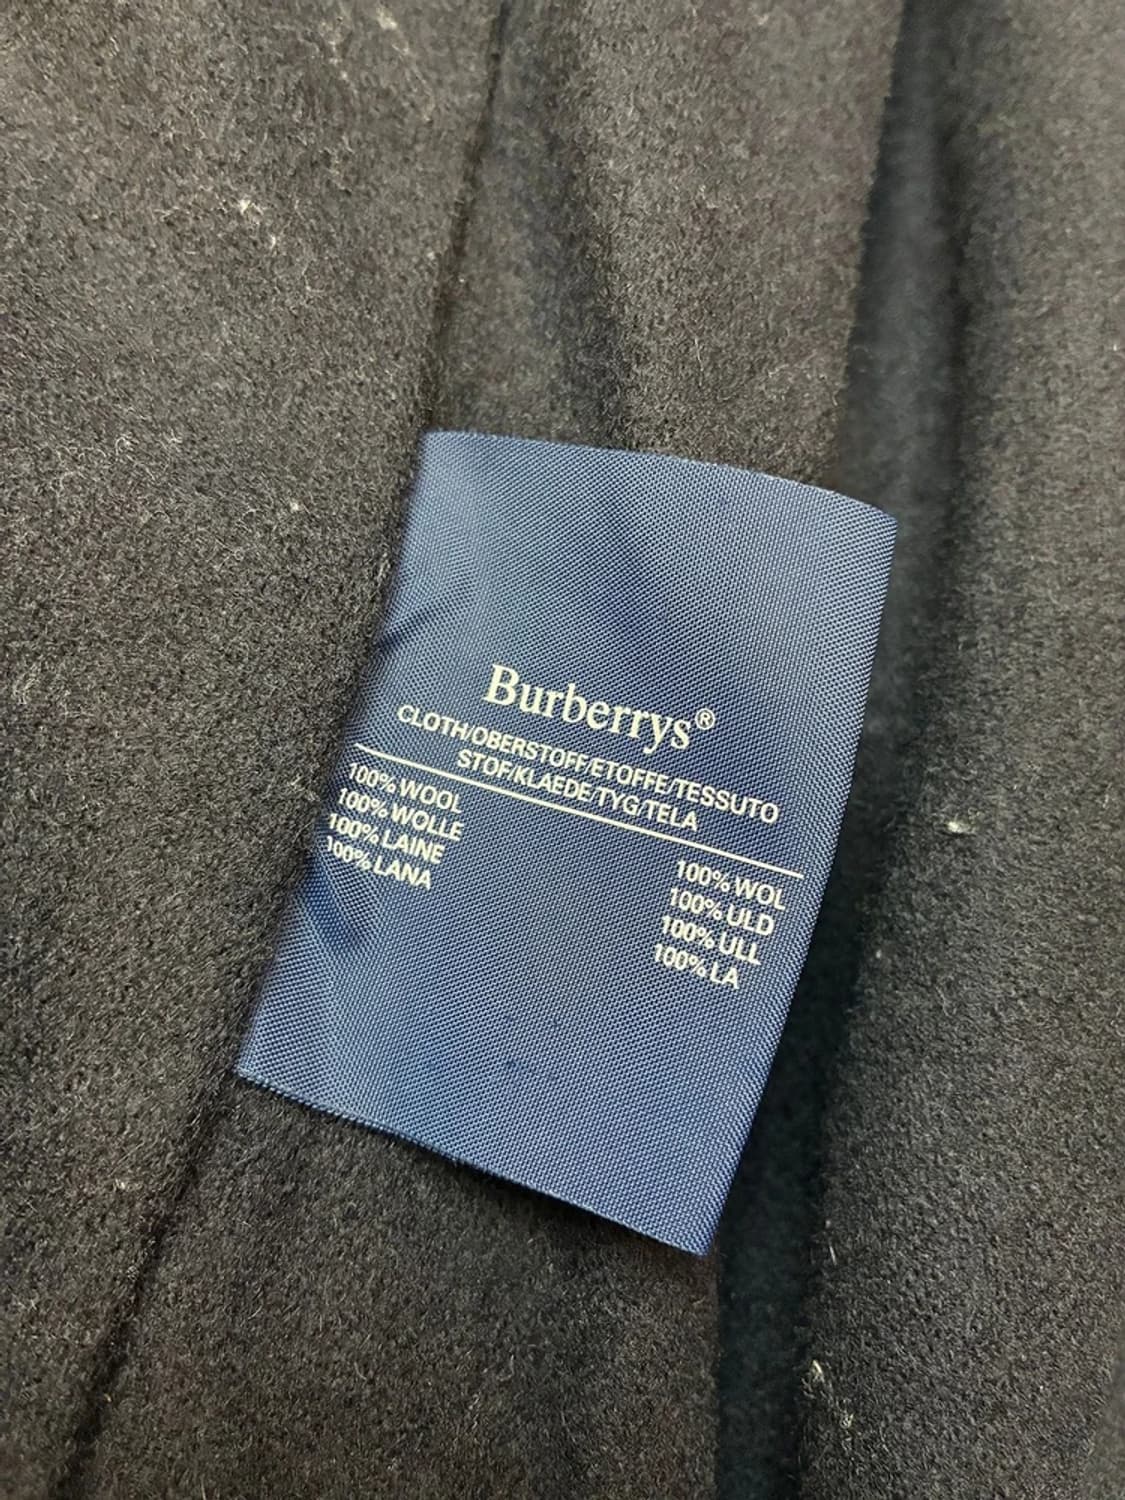 Burberrys®
CLOTH/OBERSTOFF/ETOFFE/TESSUTO
STOF/KLAEDE/TYG/TELA
100% WOOL
100% WOLLE
100% LAINE
100% LANA
100% WOL
100% ULD
100% ULL
100% LA